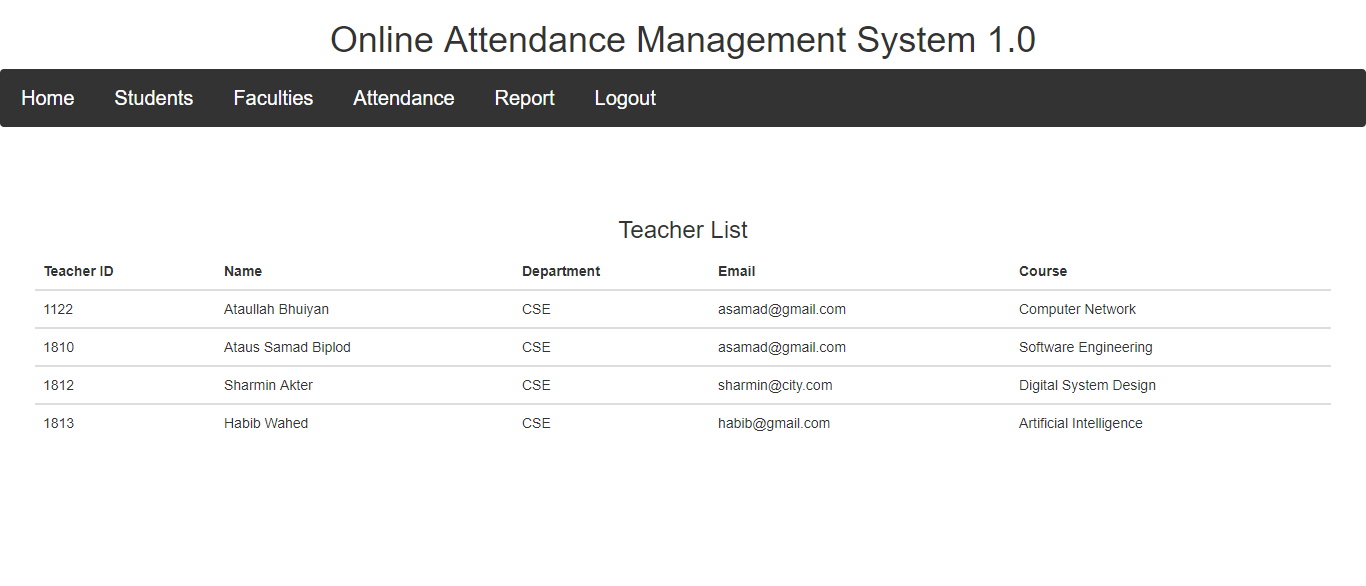 Online Attendance Management System 1.0
Home Students Faculties Attendance Report Logout
Teacher List
Teacher ID Name Department Email Course
1122 Ataullah Bhuiyan CSE asamad@gmail.com Computer Network
1810 Ataus Samad Biplod CSE asamad@gmail.com Software Engineering
1812 Sharmin Akter CSE sharmin@city.com Digital System Design
1813 Habib Wahed CSE habib@gmail.com Artificial Intelligence